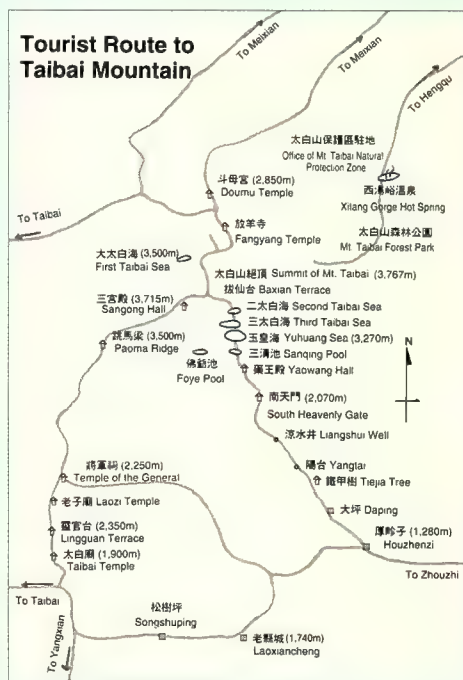 Tourist Route to
Taibai Mountain
To Meixian
To Meixian
To Hengqu
太白山保護區駐地
Office of Mt. Taibai Natural
Protection Zone
斗母宮 (2,850m)
Doumu Temple
西湯峪溫泉
Xitang Gorge Hot Spring
To Taibai
放羊寺
Fangyang Temple
太白山森林公園
Mt. Taibai Forest Park
大太白海 (3,500m)
First Taibai Sea
太白山絕頂 Summit of Mt. Taibai (3,767m)
拔仙台 Baxian Terrace
三宮殿 (3,715m)
Sangong Hall
二太白海 Second Taibai Sea
三太白海 Third Taibai Sea
跑馬梁 (3,500m)
Paoma Ridge
玉皇海 Yuhuang Sea (3,270m)
三清池 Sanqing Pool
佛爺池
Foye Pool
藥王殿 Yaowang Hall
N
南天門 (2,070m)
South Heavenly Gate
涼水井 Liangshui Well
將軍祠 (2,250m)
Temple of the General
陽台 Yangtai
鐵甲樹 Tiejia Tree
老子廟 Laozi Temple
大坪 Daping
靈官台 (2,350m)
Lingguan Terrace
厚畛子 (1,280m)
Houzhenzi
太白廟 (1,900m)
Taibai Temple
To Zhouzhi
To Taibai
松樹坪
Songshuping
老縣城 (1,740m)
Laoxiancheng
To Yangxian